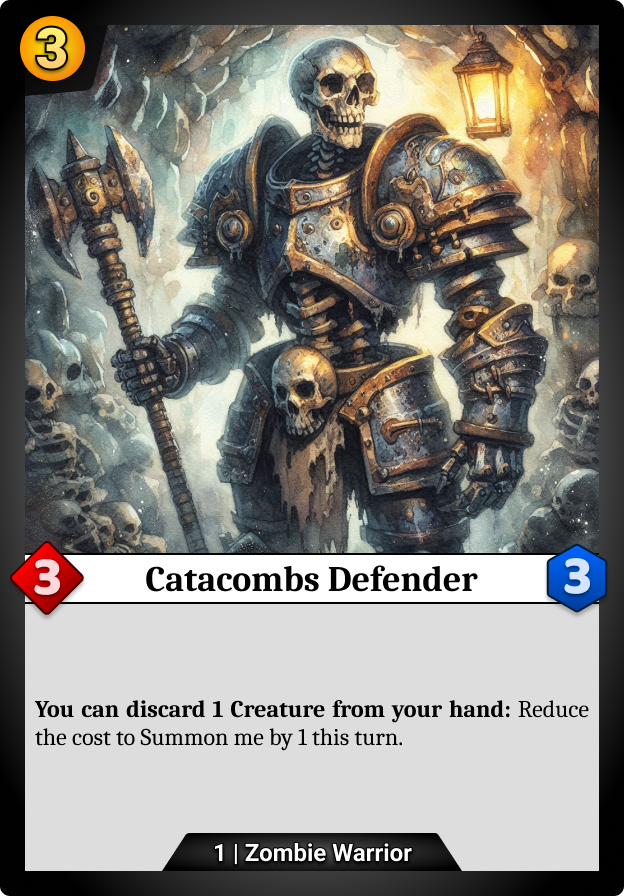 3
3
Catacombs Defender
3
You can discard 1 Creature from your hand: Reduce
the cost to Summon me by 1 this turn.
1 | Zombie Warrior